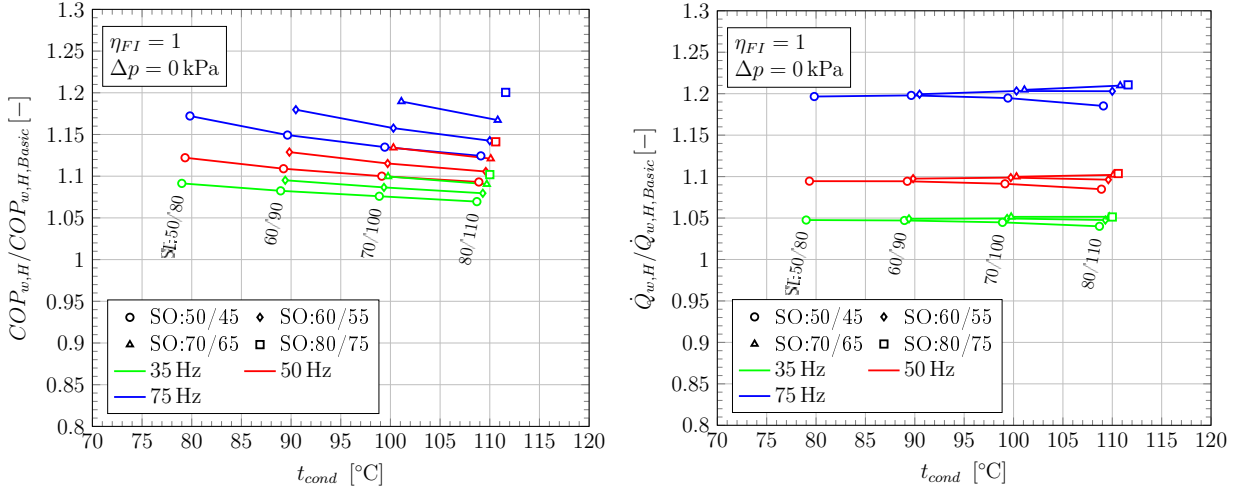 1.3
1.25
1.2
1.15
1.1
1.05
1
0.95
0.9
0.85
0.8
COP_{w,H}/COP_{w,H,Basic} [–]
η_{FI} = 1
Δp = 0 kPa
50/80
60/90
70/100
80/110
SO:50/45
SO:60/55
SO:70/65
SO:80/75
35 Hz
50 Hz
75 Hz
70 75 80 85 90 95 100 105 110 115 120
t_{cond} [°C]
1.3
1.25
1.2
1.15
1.1
1.05
1
0.95
0.9
0.85
0.8
Q̇_{w,H}/Q̇_{w,H,Basic} [–]
η_{FI} = 1
Δp = 0 kPa
50/80
60/90
70/100
80/110
SO:50/45
SO:60/55
SO:70/65
SO:80/75
35 Hz
50 Hz
75 Hz
70 75 80 85 90 95 100 105 110 115 120
t_{cond} [°C]